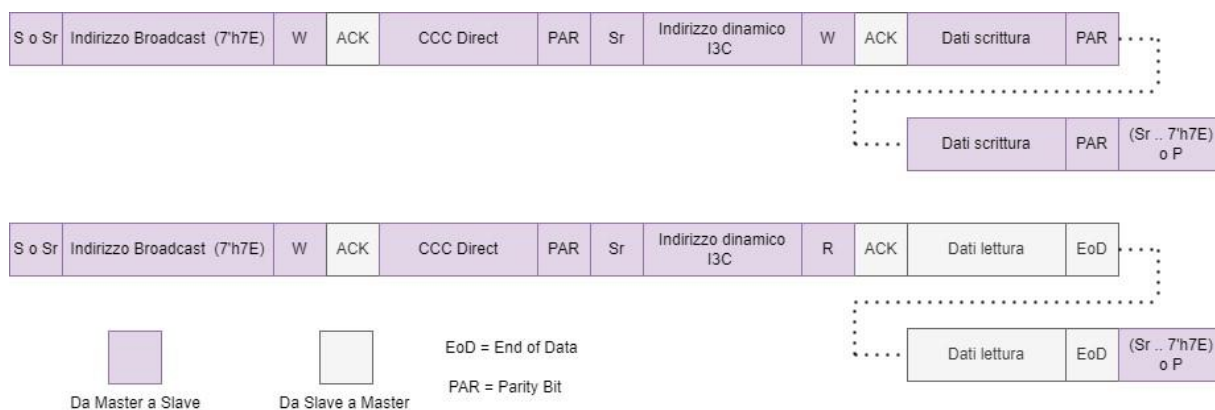 S o Sr Indirizzo Broadcast (7'h7E) W ACK CCC Direct PAR Sr Indirizzo dinamico I3C W ACK Dati scrittura PAR
Dati scrittura PAR (Sr .. 7'h7E) o P
S o Sr Indirizzo Broadcast (7'h7E) W ACK CCC Direct PAR Sr Indirizzo dinamico I3C R ACK Dati lettura EoD
Dati lettura EoD (Sr .. 7'h7E) o P
EoD = End of Data
PAR = Parity Bit
Da Master a Slave
Da Slave a Master